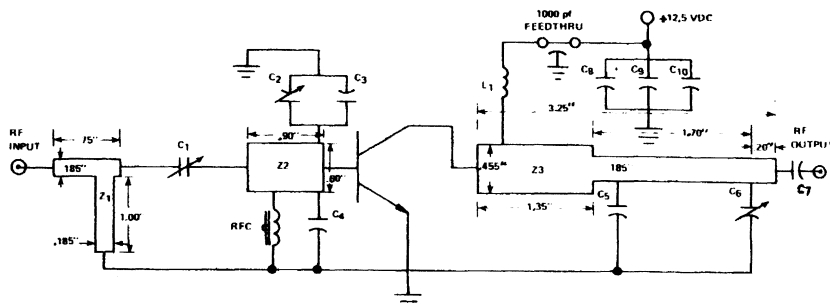 1000 pf
FEEDTHRU
+12.5 VDC
C2
C3
L1
C8
C9
C10
3.25"
RF
INPUT
.75"
C1
.90"
1.70"
.20"
RF
OUTPUT
.185"
Z1
1.00'
Z2
.80"
.455"
Z3
185
C7
RFC
C4
1.35"
C5
C6
.185"